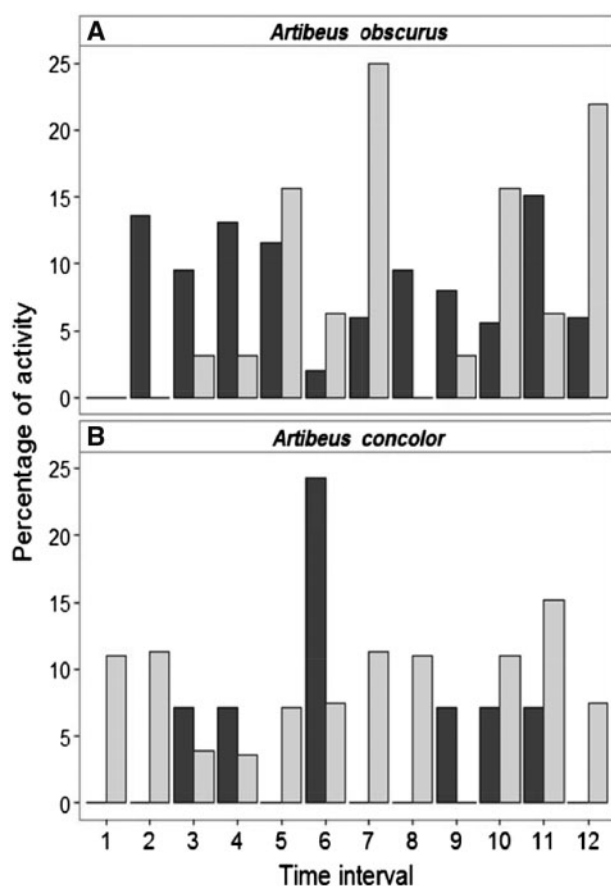 A Artibeus obscurus
25
20
15
10
5
0
B Artibeus concolor
25
20
15
10
5
0
Percentage of activity
1 2 3 4 5 6 7 8 9 10 11 12
Time interval